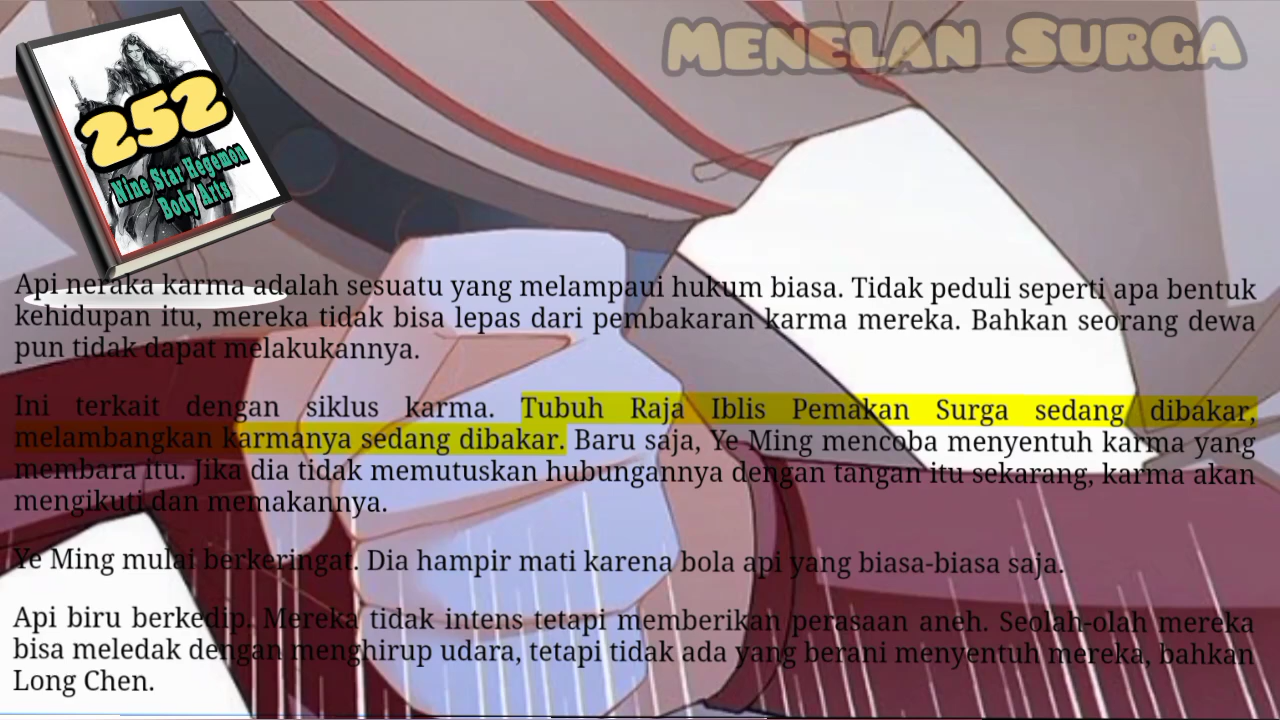 Menelan Surga
252
Nine Star Hegemon
Body Arts
Api neraka karma adalah sesuatu yang melampaui hukum biasa. Tidak peduli seperti apa bentuk
kehidupan itu, mereka tidak bisa lepas dari pembakaran karma mereka. Bahkan seorang dewa
pun tidak dapat melakukannya.
Ini terkait dengan siklus karma. Tubuh Raja Iblis Pemakan Surga sedang dibakar,
melambangkan karmanya sedang dibakar. Baru saja, Ye Ming mencoba menyentuh karma yang
membara itu. Jika dia tidak memutuskan hubungannya dengan tangan itu sekarang, karma akan
mengikuti dan memakannya.
Ye Ming mulai berkeringat. Dia hampir mati karena bola api yang biasa-biasa saja.
Api biru berkedip. Mereka tidak intens tetapi memberikan perasaan aneh. Seolah-olah mereka
bisa meledak dengan menghirup udara, tetapi tidak ada yang berani menyentuh mereka, bahkan
Long Chen.